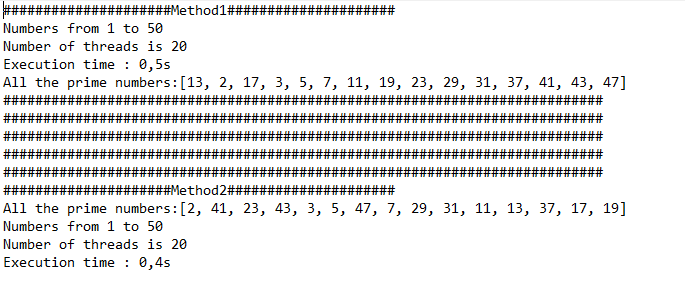 #####################Method1#####################
Numbers from 1 to 50
Number of threads is 20
Execution time : 0,5s
All the prime numbers:[13, 2, 17, 3, 5, 7, 11, 19, 23, 29, 31, 37, 41, 43, 47]
###########################################################################
###########################################################################
###########################################################################
###########################################################################
###########################################################################
#####################Method2#####################
All the prime numbers:[2, 41, 23, 43, 3, 5, 47, 7, 29, 31, 11, 13, 37, 17, 19]
Numbers from 1 to 50
Number of threads is 20
Execution time : 0,4s